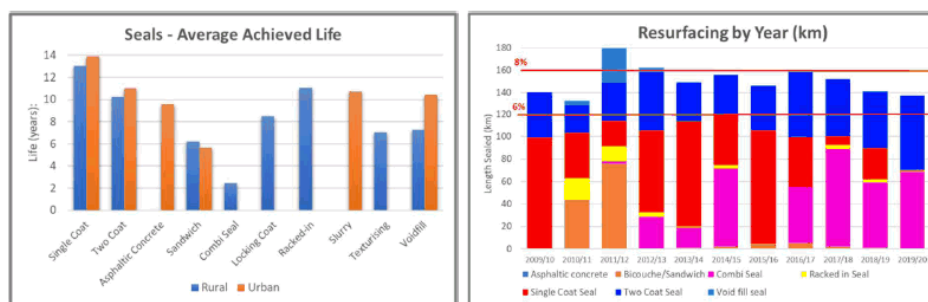 Seals - Average Achieved Life
14
12
10
8
6
4
2
0
Life (years):
Single Coat
Two Coat
Asphaltic Concrete
Sandwich
Combi Seal
Locking Coat
Racked-in
Slurry
Texturising
Voidfill
Rural Urban
Resurfacing by Year (km)
180
8%
160
140
6%
120
100
80
60
40
20
0
Length Sealed (km)
2009/10 2010/11 2011/12 2012/13 2013/14 2014/15 2015/16 2016/17 2017/18 2018/19 2019/20
Asphaltic concrete Bicouche/Sandwich Combi Seal Racked in Seal
Single Coat Seal Two Coat Seal Void fill seal